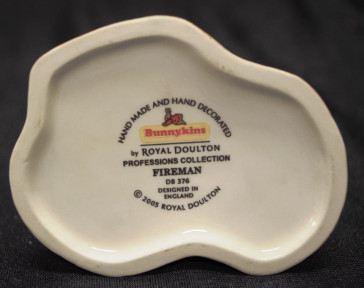 HAND MADE AND HAND DECORATED
Bunnykins
by ROYAL DOULTON
PROFESSIONS COLLECTION
FIREMAN
DB 376
DESIGNED IN
ENGLAND
© 2005 ROYAL DOULTON